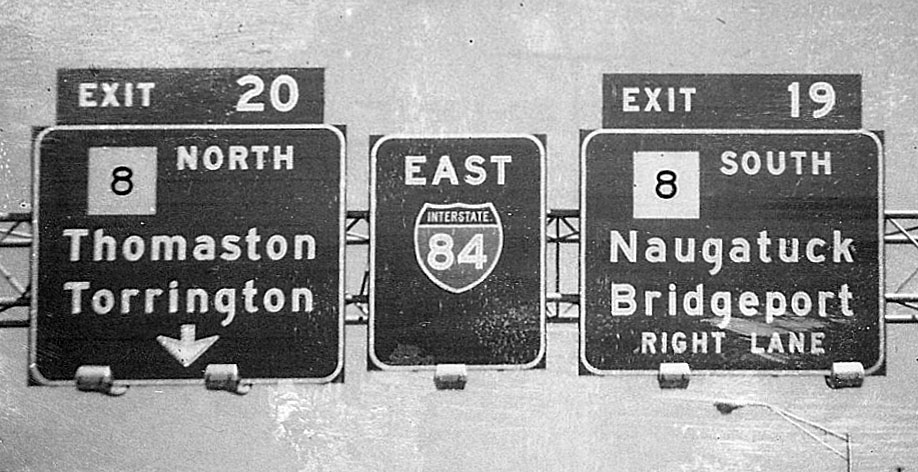 EXIT 20
8 NORTH
Thomaston
Torrington
EAST
INTERSTATE
84
EXIT 19
8 SOUTH
Naugatuck
Bridgeport
RIGHT LANE